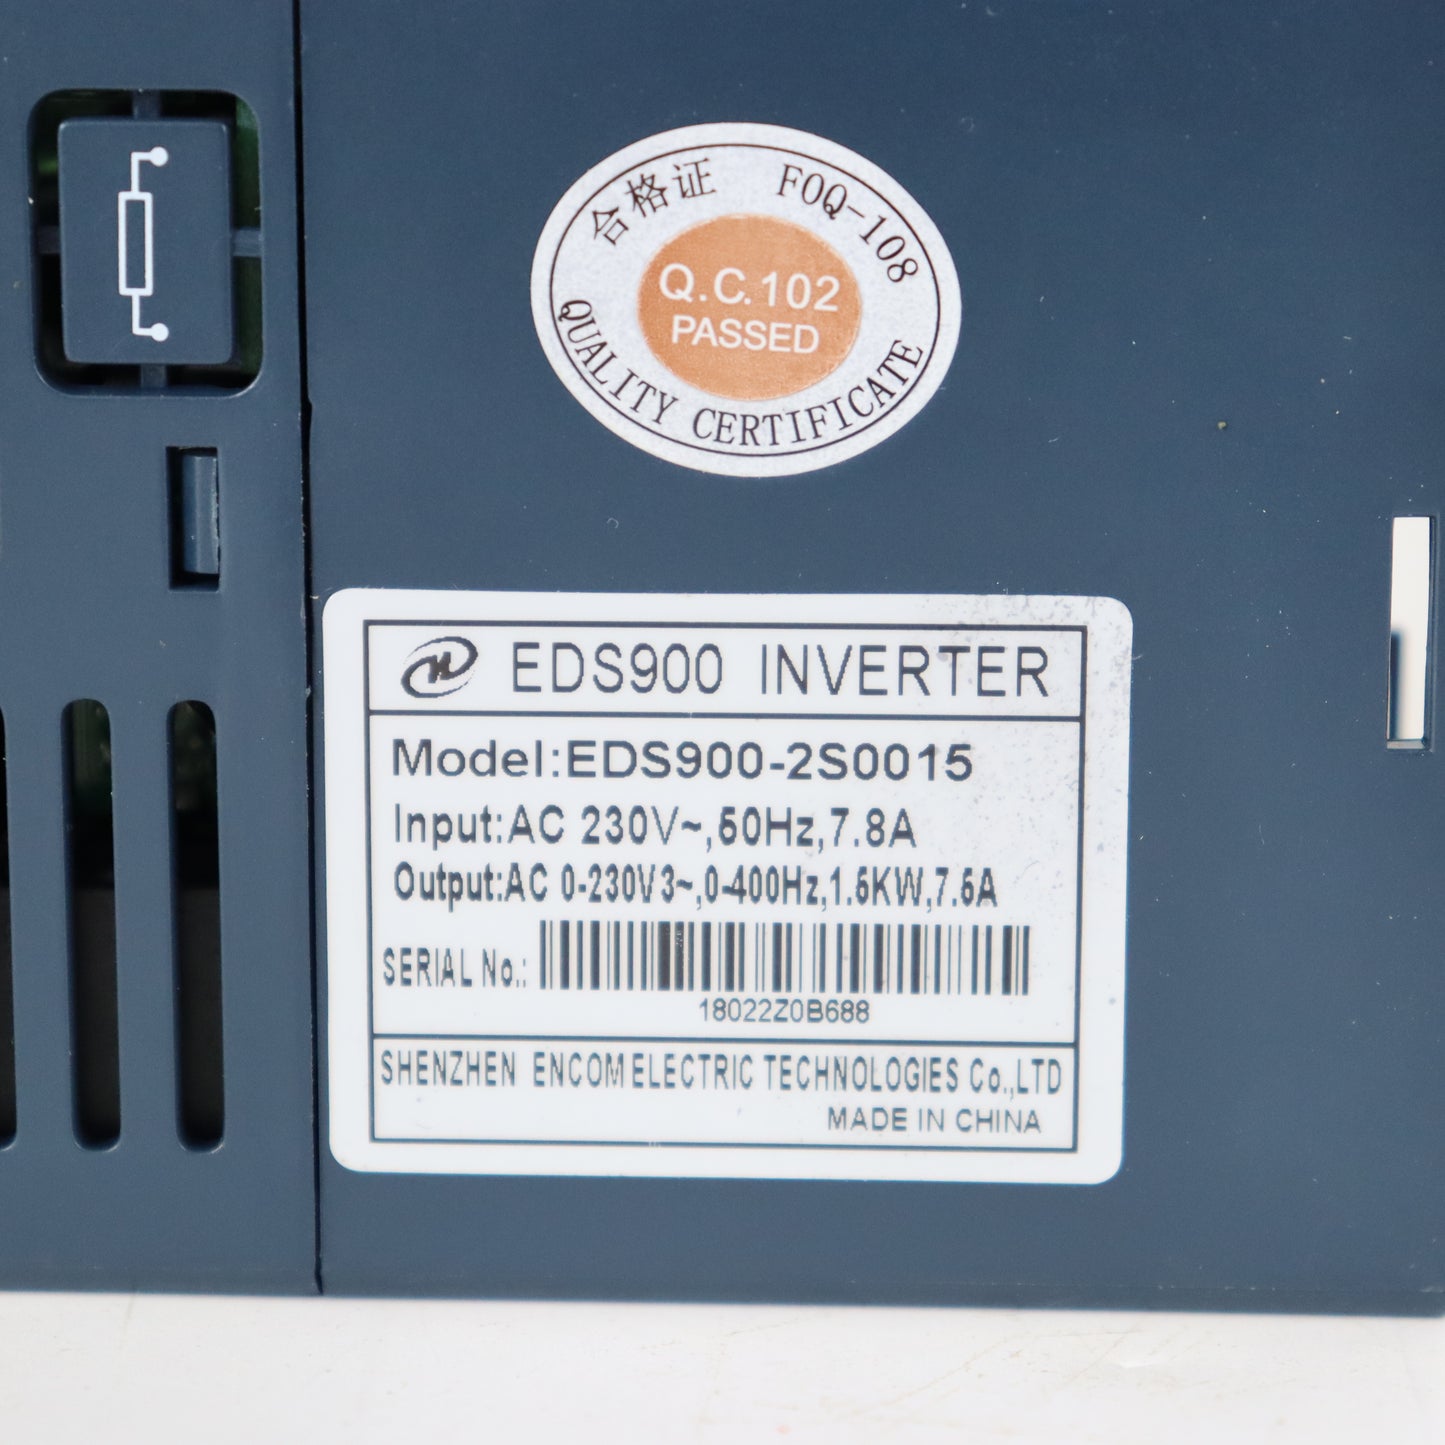 合格证 FOQ-108
Q.C.102
PASSED
QUALITY CERTIFICATE
EDS900 INVERTER
Model:EDS900-2S0015
Input:AC 230V~,50Hz,7.8A
Output:AC 0-230V3~,0-400Hz,1.5KW,7.5A
SERIAL No.:
18022Z0B688
SHENZHEN ENCOM ELECTRIC TECHNOLOGIES Co.,LTD
MADE IN CHINA